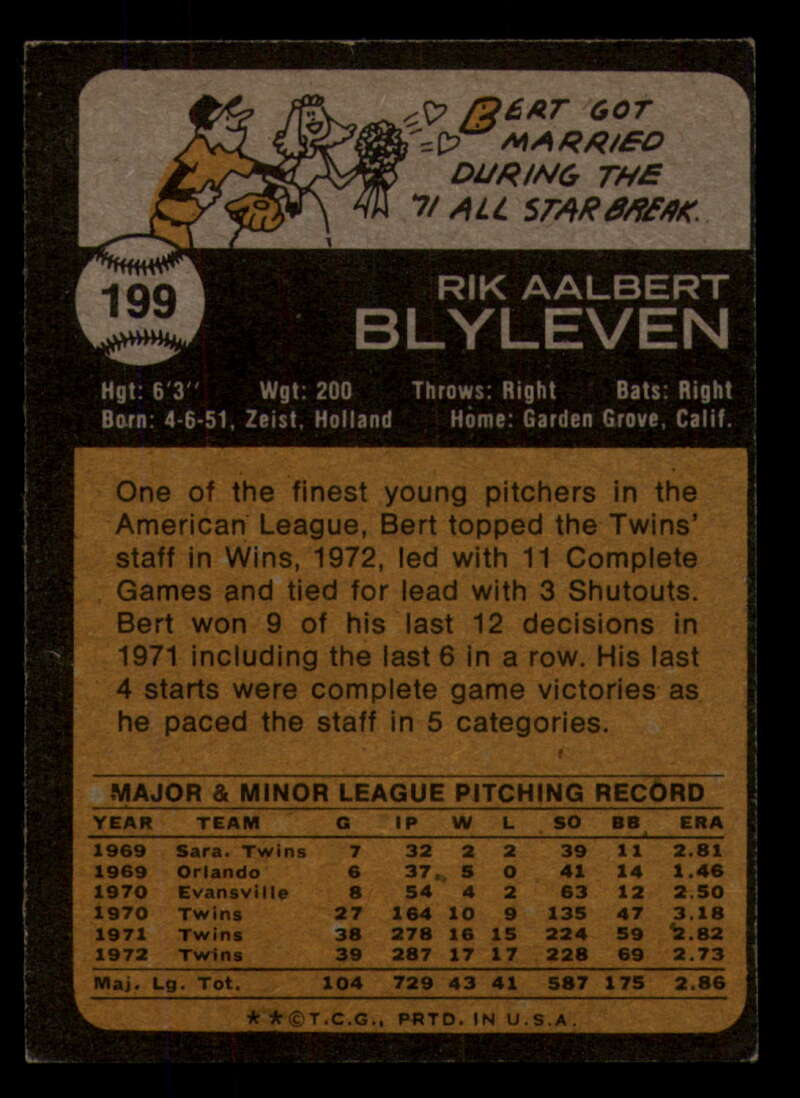 BERT GOT
MARRIED
DURING THE
'71 ALL STAR BREAK.
199
RIK AALBERT
BLYLEVEN
Hgt: 6'3" Wgt: 200 Throws: Right Bats: Right
Born: 4-6-51, Zeist, Holland Home: Garden Grove, Calif.
One of the finest young pitchers in the
American League, Bert topped the Twins'
staff in Wins, 1972, led with 11 Complete
Games and tied for lead with 3 Shutouts.
Bert won 9 of his last 12 decisions in
1971 including the last 6 in a row. His last
4 starts were complete game victories as
he paced the staff in 5 categories.
MAJOR & MINOR LEAGUE PITCHING RECORD
YEAR TEAM G IP W L SO BB ERA
1969 Sara. Twins 7 32 2 2 39 11 2.81
1969 Orlando 6 37 5 0 41 14 1.46
1970 Evansville 8 54 4 2 63 12 2.50
1970 Twins 27 164 10 9 135 47 3.18
1971 Twins 38 278 16 15 224 59 2.82
1972 Twins 39 287 17 17 228 69 2.73
Maj. Lg. Tot. 104 729 43 41 587 175 2.86
★★©T.C.G., PRTD. IN U.S.A.